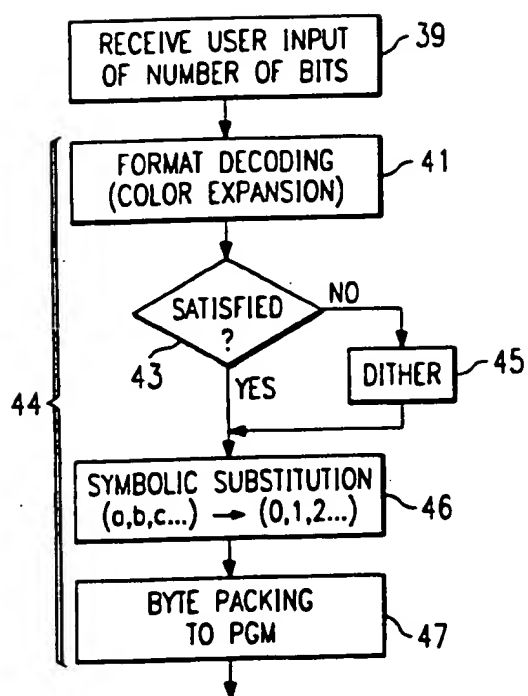 RECEIVE USER INPUT
OF NUMBER OF BITS
39
FORMAT DECODING
(COLOR EXPANSION)
41
SATISFIED
?
NO
43
YES
DITHER
45
44
SYMBOLIC SUBSTITUTION
(a,b,c...) → (0,1,2...)
46
BYTE PACKING
TO PGM
47